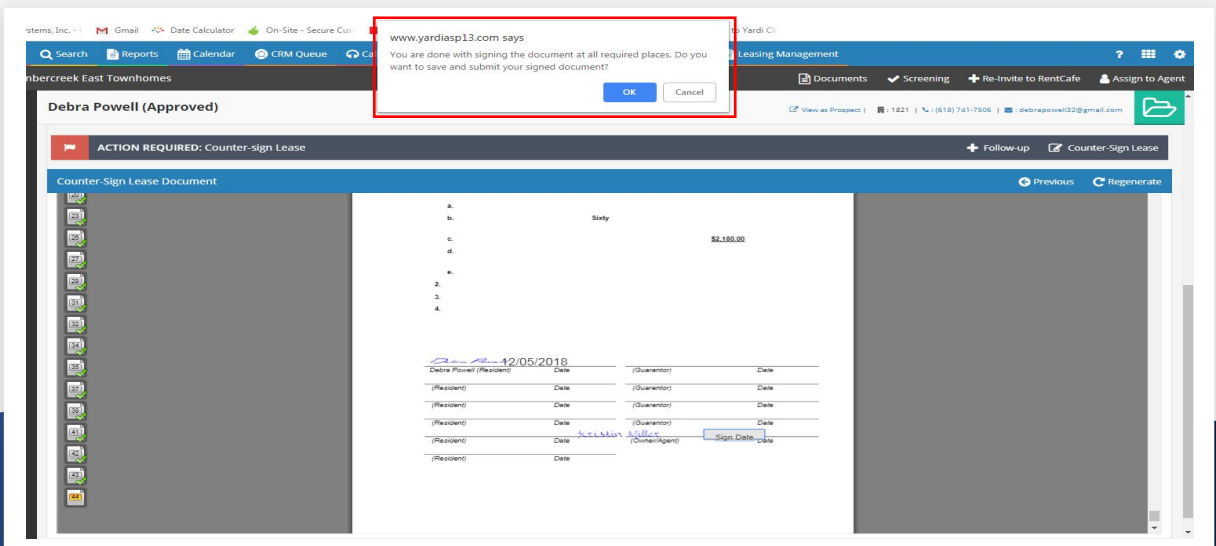 stems, Inc. - Gmail Date Calculator On-Site - Secure Cus to Yardi Cli
www.yardiasp13.com says
You are done with signing the document at all required places. Do you
want to save and submit your signed document?
OK Cancel
Search Reports Calendar CRM Queue Ca Leasing Management ?
nbercreek East Townhomes Documents Screening Re-Invite to RentCafe Assign to Agent
Debra Powell (Approved) View as Prospect | : 1821 | : (618) 741-7506 | : debrapowell32@gmail.com
ACTION REQUIRED: Counter-sign Lease Follow-up Counter-Sign Lease
Counter-Sign Lease Document Previous Regenerate
a.
23 b. Sixty
c. $2,180.00
d.
27
29 e.
2.
31 3.
32 4.
34
35 Debra Powell 12/05/2018
Debra Powell (Resident) Date (Guarantor) Date
37 (Resident) Date (Guarantor) Date
39 (Resident) Date (Guarantor) Date
41 (Resident) Date (Guarantor) Date
Kristin Miller Sign Date
42 (Resident) Date (Owner/Agent) Date
(Resident) Date
43
44